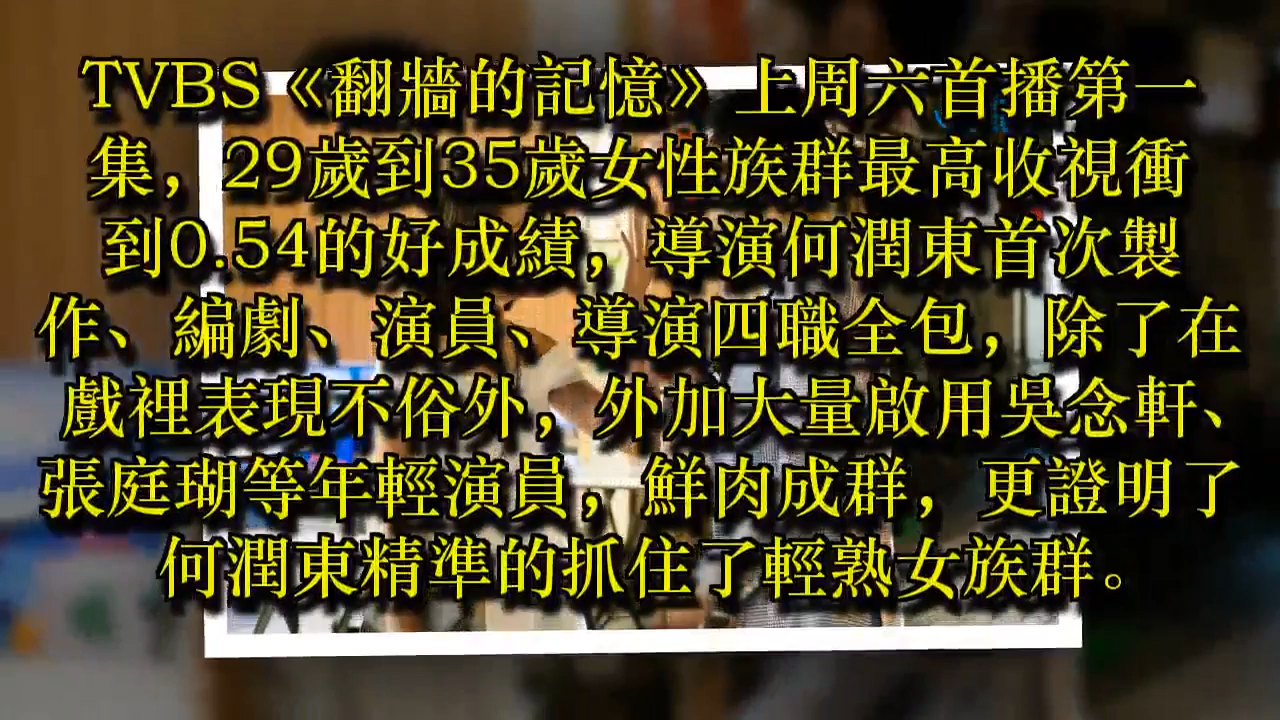 TVBS《翻牆的記憶》上周六首播第一
集，29歲到35歲女性族群最高收視衝
到0.54的好成績，導演何潤東首次製
作、編劇、演員、導演四職全包，除了在
戲裡表現不俗外，外加大量啟用吳念軒、
張庭瑚等年輕演員，鮮肉成群，更證明了
何潤東精準的抓住了輕熟女族群。